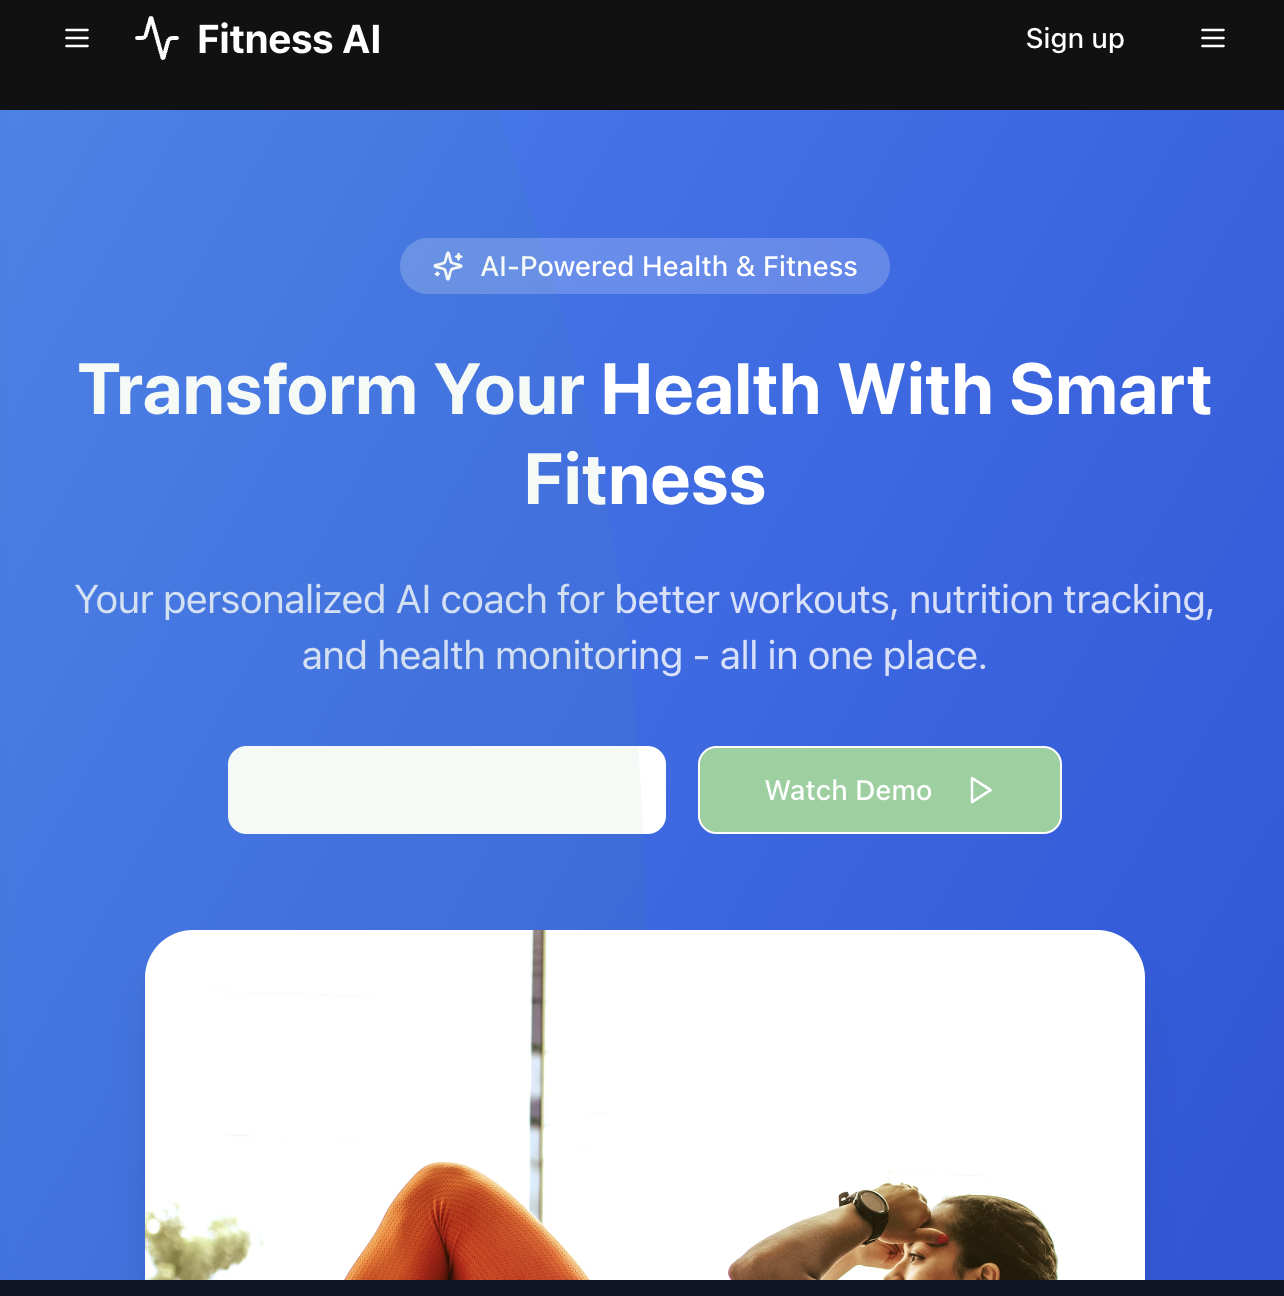 Fitness AI
Sign up
AI-Powered Health & Fitness
Transform Your Health With Smart
Fitness
Your personalized AI coach for better workouts, nutrition tracking,
and health monitoring - all in one place.
Watch Demo